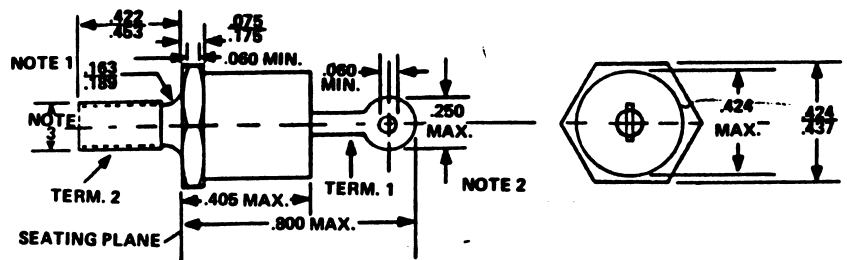 .422
.453
.075
.175
.060 MIN.
NOTE 1
.163
.189
NOTE
3
TERM. 2
.060
MIN.
.250
MAX.
TERM. 1
NOTE 2
.405 MAX.
.800 MAX.
SEATING PLANE
.424
MAX.
.424
.437